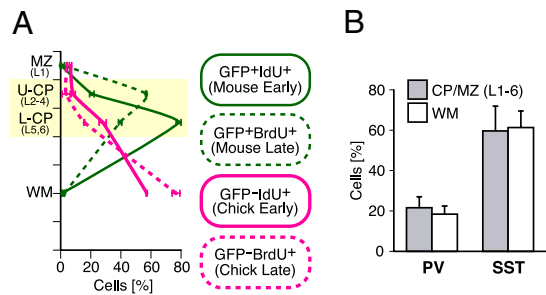 A
MZ
(L1)
U-CP
(L2-4)
L-CP
(L5,6)
WM
0 20 40 60 80
Cells [%]
GFP+IdU+
(Mouse Early)
GFP+BrdU+
(Mouse Late)
GFP−IdU+
(Chick Early)
GFP−BrdU+
(Chick Late)
B
CP/MZ (L1-6)
WM
Cells [%]
80
60
40
20
0
PV SST